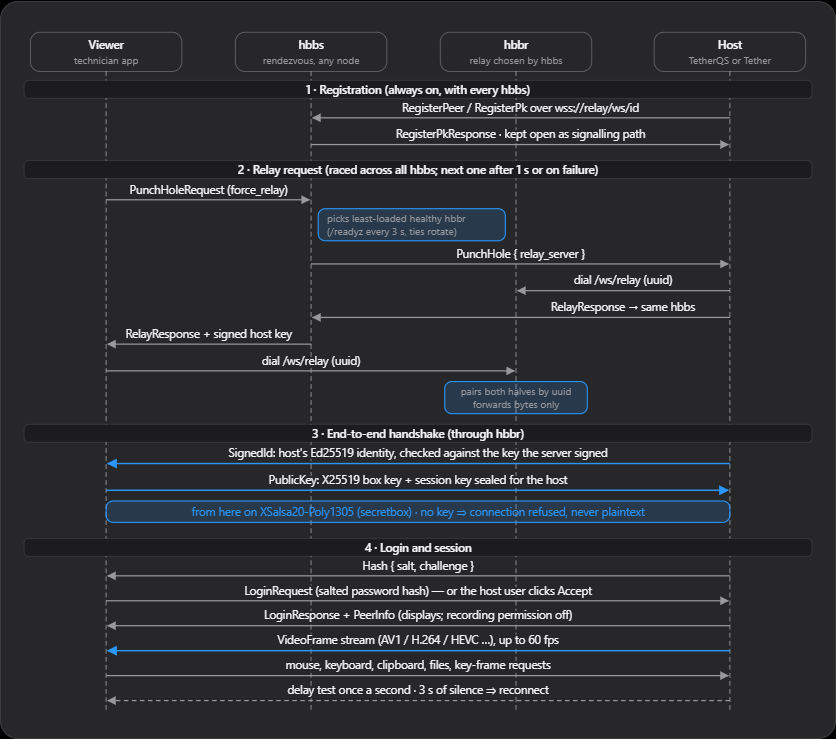 Viewer
technician app
hbbs
rendezvous, any node
hbbr
relay chosen by hbbs
Host
TetherQS or Tether
1 · Registration (always on, with every hbbs)
RegisterPeer / RegisterPk over wss://relay/ws/id
RegisterPkResponse · kept open as signalling path
2 · Relay request (raced across all hbbs; next one after 1 s or on failure)
PunchHoleRequest (force_relay)
picks least-loaded healthy hbbr
(/readyz every 3 s, ties rotate)
PunchHole { relay_server }
dial /ws/relay (uuid)
RelayResponse → same hbbs
RelayResponse + signed host key
dial /ws/relay (uuid)
pairs both halves by uuid
forwards bytes only
3 · End-to-end handshake (through hbbr)
SignedId: host's Ed25519 identity, checked against the key the server signed
PublicKey: X25519 box key + session key sealed for the host
from here on XSalsa20-Poly1305 (secretbox) · no key ⇒ connection refused, never plaintext
4 · Login and session
Hash { salt, challenge }
LoginRequest (salted password hash) — or the host user clicks Accept
LoginResponse + PeerInfo (displays; recording permission off)
VideoFrame stream (AV1 / H.264 / HEVC ...), up to 60 fps
mouse, keyboard, clipboard, files, key-frame requests
delay test once a second · 3 s of silence ⇒ reconnect